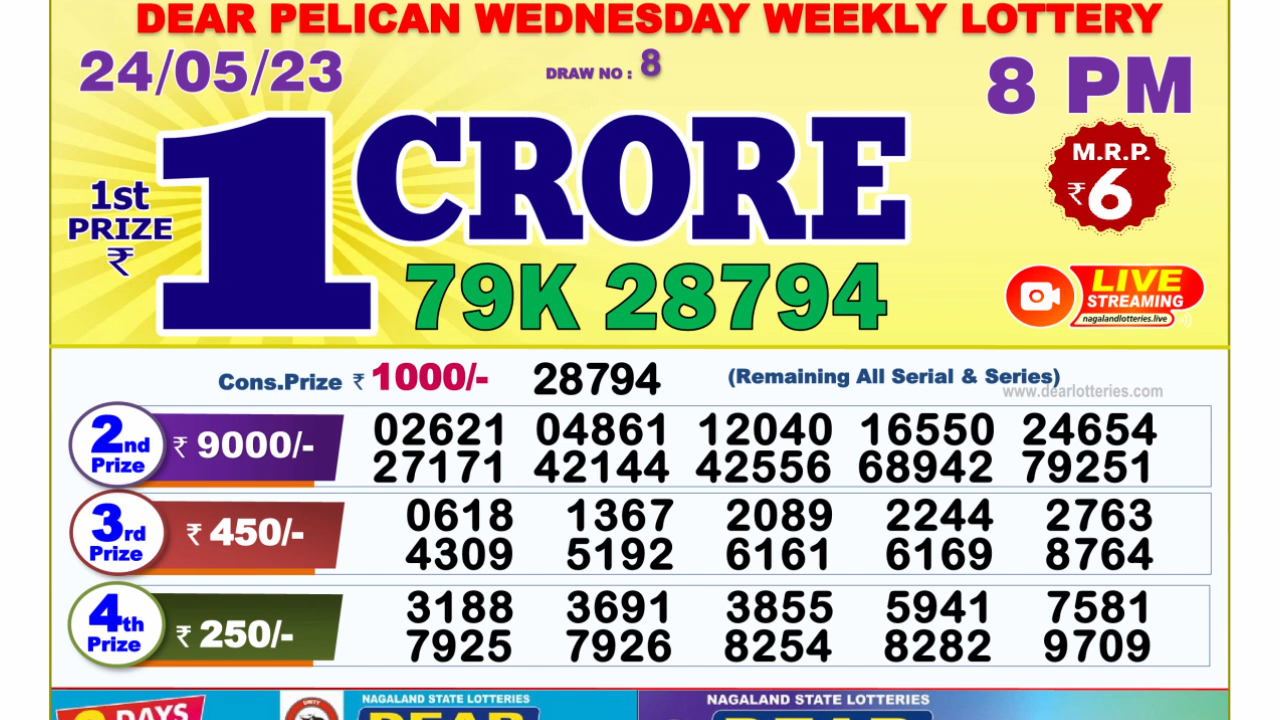 DEAR PELICAN WEDNESDAY WEEKLY LOTTERY
24/05/23 DRAW NO : 8 8 PM
1st PRIZE ₹ 1 CRORE
M.R.P. ₹ 6
79K 28794
LIVE STREAMING
nagalandlotteries.live
Cons.Prize ₹ 1000/- 28794 (Remaining All Serial & Series)
www.dearlotteries.com
2nd Prize ₹ 9000/-
02621 04861 12040 16550 24654
27171 42144 42556 68942 79251
3rd Prize ₹ 450/-
0618 1367 2089 2244 2763
4309 5192 6161 6169 8764
4th Prize ₹ 250/-
3188 3691 3855 5941 7581
7925 7926 8254 8282 9709
NAGALAND STATE LOTTERIES NAGALAND STATE LOTTERIES
DAYS UNITY DEAR DEAR